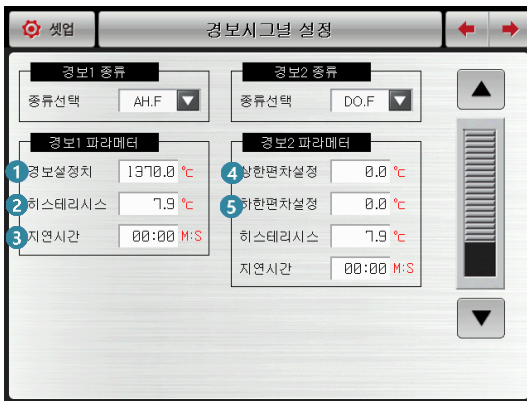 셋업
경보시그널 설정
경보1 종류
종류선택 AH.F
경보2 종류
종류선택 DO.F
경보1 파라메터
1 경보설정치 1370.0 ℃
2 히스테리시스 7.9 ℃
3 지연시간 00:00 M:S
경보2 파라메터
4 상한편차설정 0.0 ℃
5 하한편차설정 0.0 ℃
히스테리시스 7.9 ℃
지연시간 00:00 M:S